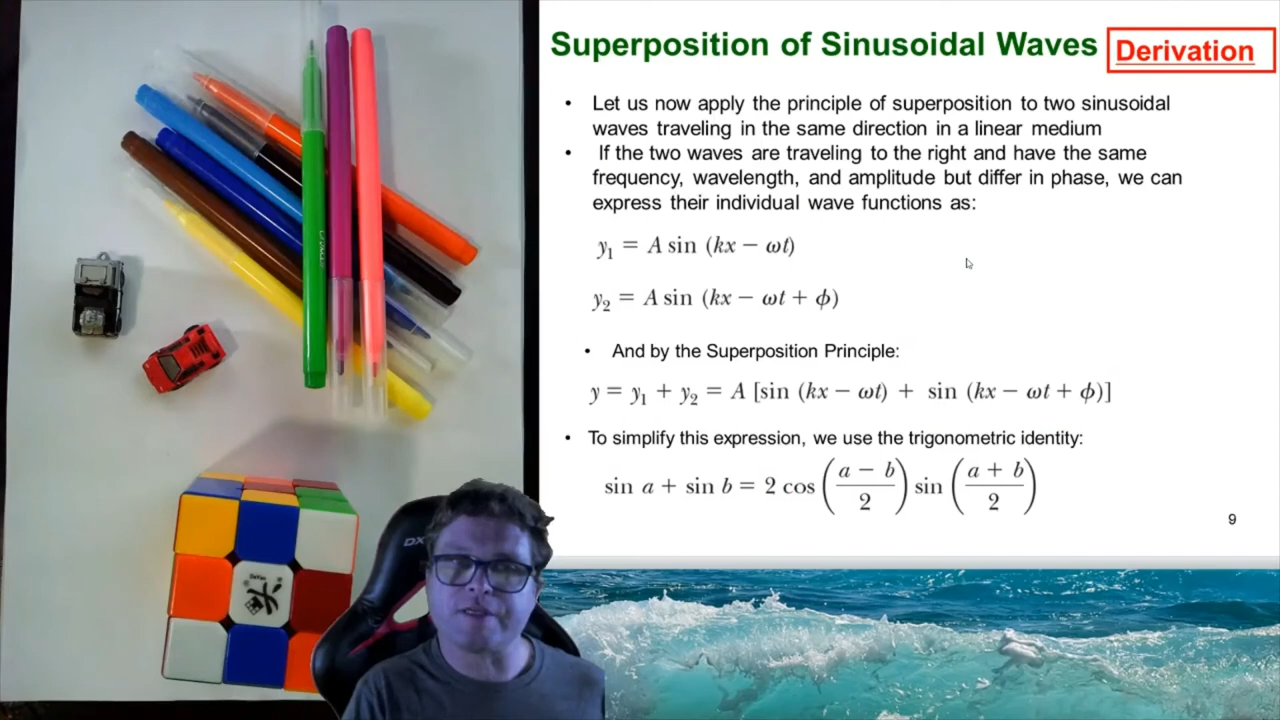 Superposition of Sinusoidal Waves
Derivation
• Let us now apply the principle of superposition to two sinusoidal
waves traveling in the same direction in a linear medium
• If the two waves are traveling to the right and have the same
frequency, wavelength, and amplitude but differ in phase, we can
express their individual wave functions as:
y₁ = A sin (kx − ωt)
y₂ = A sin (kx − ωt + ϕ)
• And by the Superposition Principle:
y = y₁ + y₂ = A [sin (kx − ωt) + sin (kx − ωt + ϕ)]
• To simplify this expression, we use the trigonometric identity:
sin a + sin b = 2 cos ((a − b)/2) sin ((a + b)/2)
9
DX